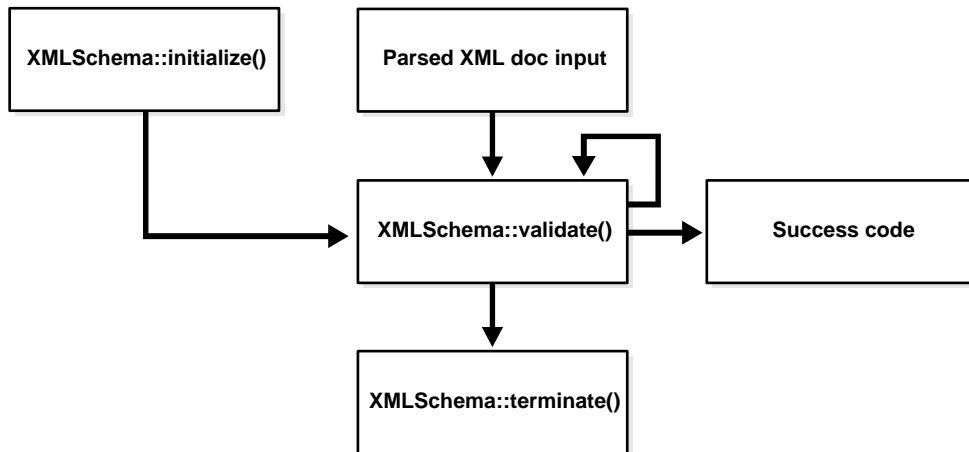 XMLSchema::initialize()
Parsed XML doc input
XMLSchema::validate()
Success code
XMLSchema::terminate()